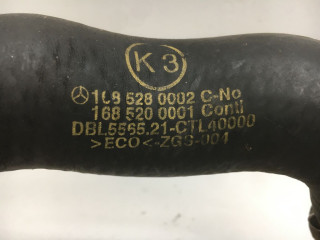 K3
168 528 0002 C-No
168 520 0001 Conti
DBL5565.21-CTL40000
>ECO<-ZGS-001